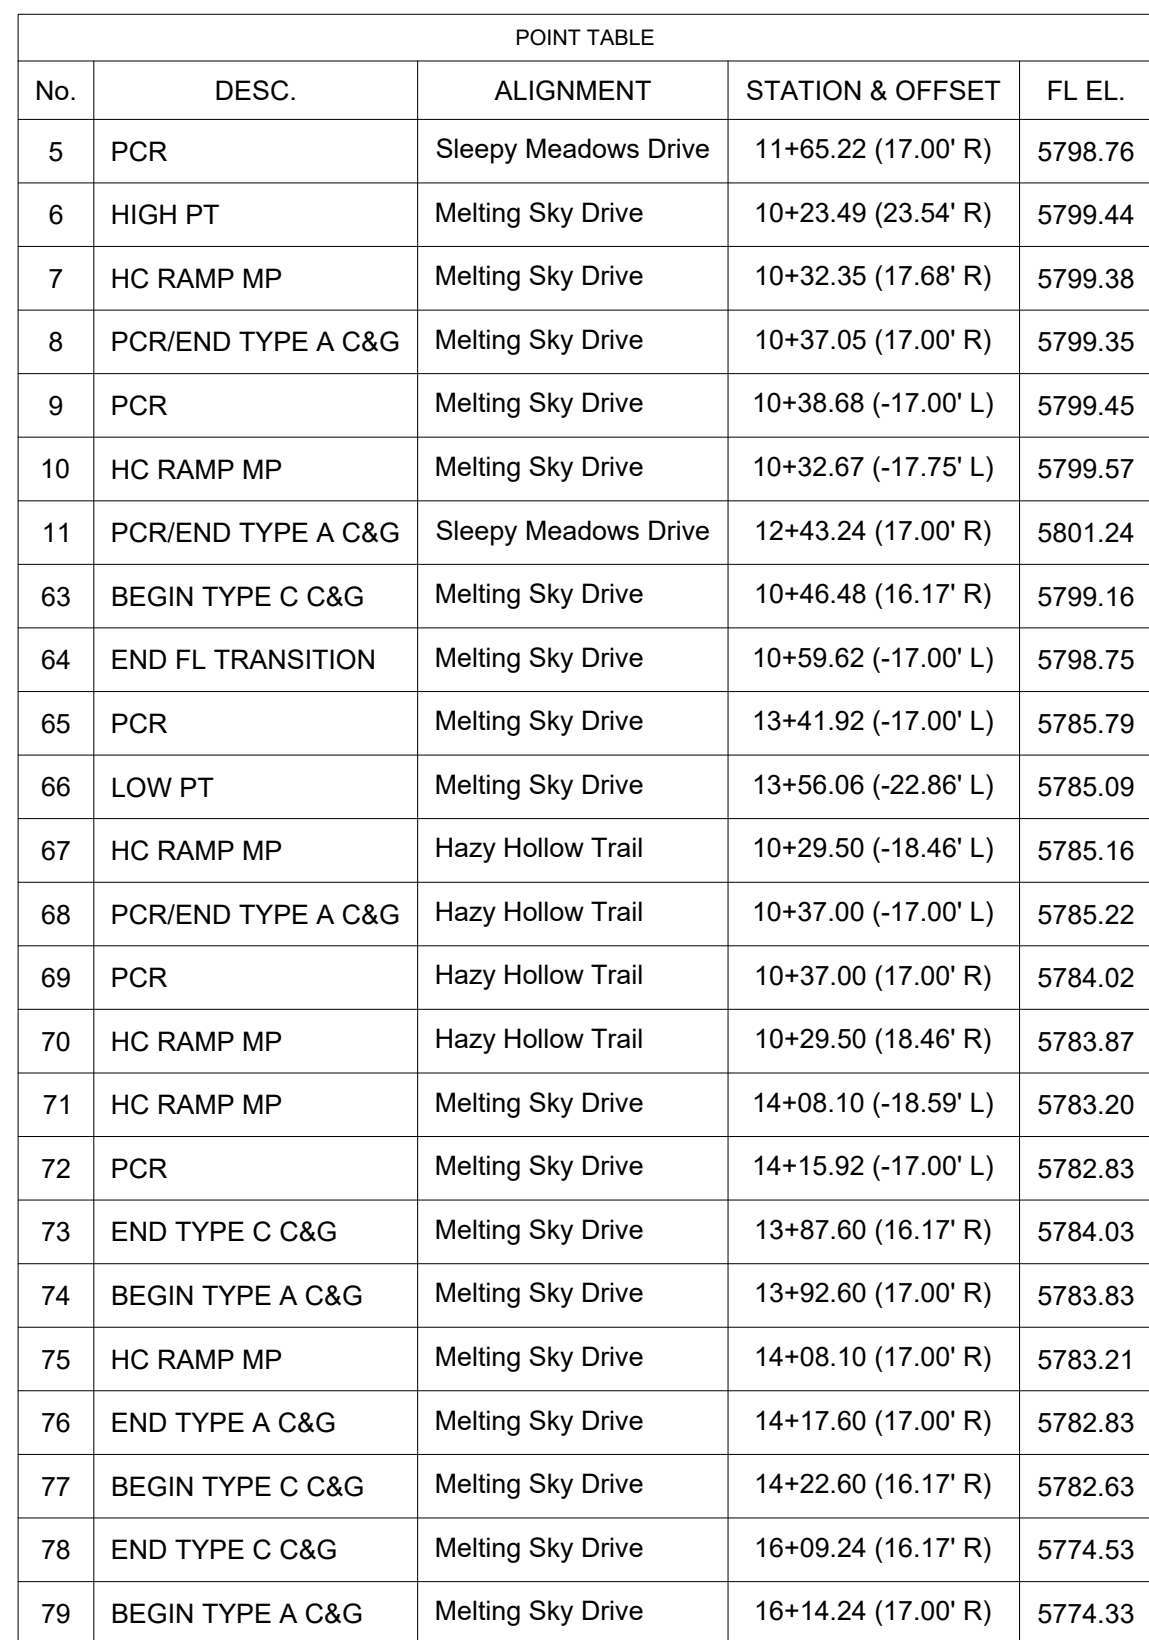 POINT TABLE
No. DESC. ALIGNMENT STATION & OFFSET FL EL.
5 PCR Sleepy Meadows Drive 11+65.22 (17.00' R) 5798.76
6 HIGH PT Melting Sky Drive 10+23.49 (23.54' R) 5799.44
7 HC RAMP MP Melting Sky Drive 10+32.35 (17.68' R) 5799.38
8 PCR/END TYPE A C&G Melting Sky Drive 10+37.05 (17.00' R) 5799.35
9 PCR Melting Sky Drive 10+38.68 (-17.00' L) 5799.45
10 HC RAMP MP Melting Sky Drive 10+32.67 (-17.75' L) 5799.57
11 PCR/END TYPE A C&G Sleepy Meadows Drive 12+43.24 (17.00' R) 5801.24
63 BEGIN TYPE C C&G Melting Sky Drive 10+46.48 (16.17' R) 5799.16
64 END FL TRANSITION Melting Sky Drive 10+59.62 (-17.00' L) 5798.75
65 PCR Melting Sky Drive 13+41.92 (-17.00' L) 5785.79
66 LOW PT Melting Sky Drive 13+56.06 (-22.86' L) 5785.09
67 HC RAMP MP Hazy Hollow Trail 10+29.50 (-18.46' L) 5785.16
68 PCR/END TYPE A C&G Hazy Hollow Trail 10+37.00 (-17.00' L) 5785.22
69 PCR Hazy Hollow Trail 10+37.00 (17.00' R) 5784.02
70 HC RAMP MP Hazy Hollow Trail 10+29.50 (18.46' R) 5783.87
71 HC RAMP MP Melting Sky Drive 14+08.10 (-18.59' L) 5783.20
72 PCR Melting Sky Drive 14+15.92 (-17.00' L) 5782.83
73 END TYPE C C&G Melting Sky Drive 13+87.60 (16.17' R) 5784.03
74 BEGIN TYPE A C&G Melting Sky Drive 13+92.60 (17.00' R) 5783.83
75 HC RAMP MP Melting Sky Drive 14+08.10 (17.00' R) 5783.21
76 END TYPE A C&G Melting Sky Drive 14+17.60 (17.00' R) 5782.83
77 BEGIN TYPE C C&G Melting Sky Drive 14+22.60 (16.17' R) 5782.63
78 END TYPE C C&G Melting Sky Drive 16+09.24 (16.17' R) 5774.53
79 BEGIN TYPE A C&G Melting Sky Drive 16+14.24 (17.00' R) 5774.33